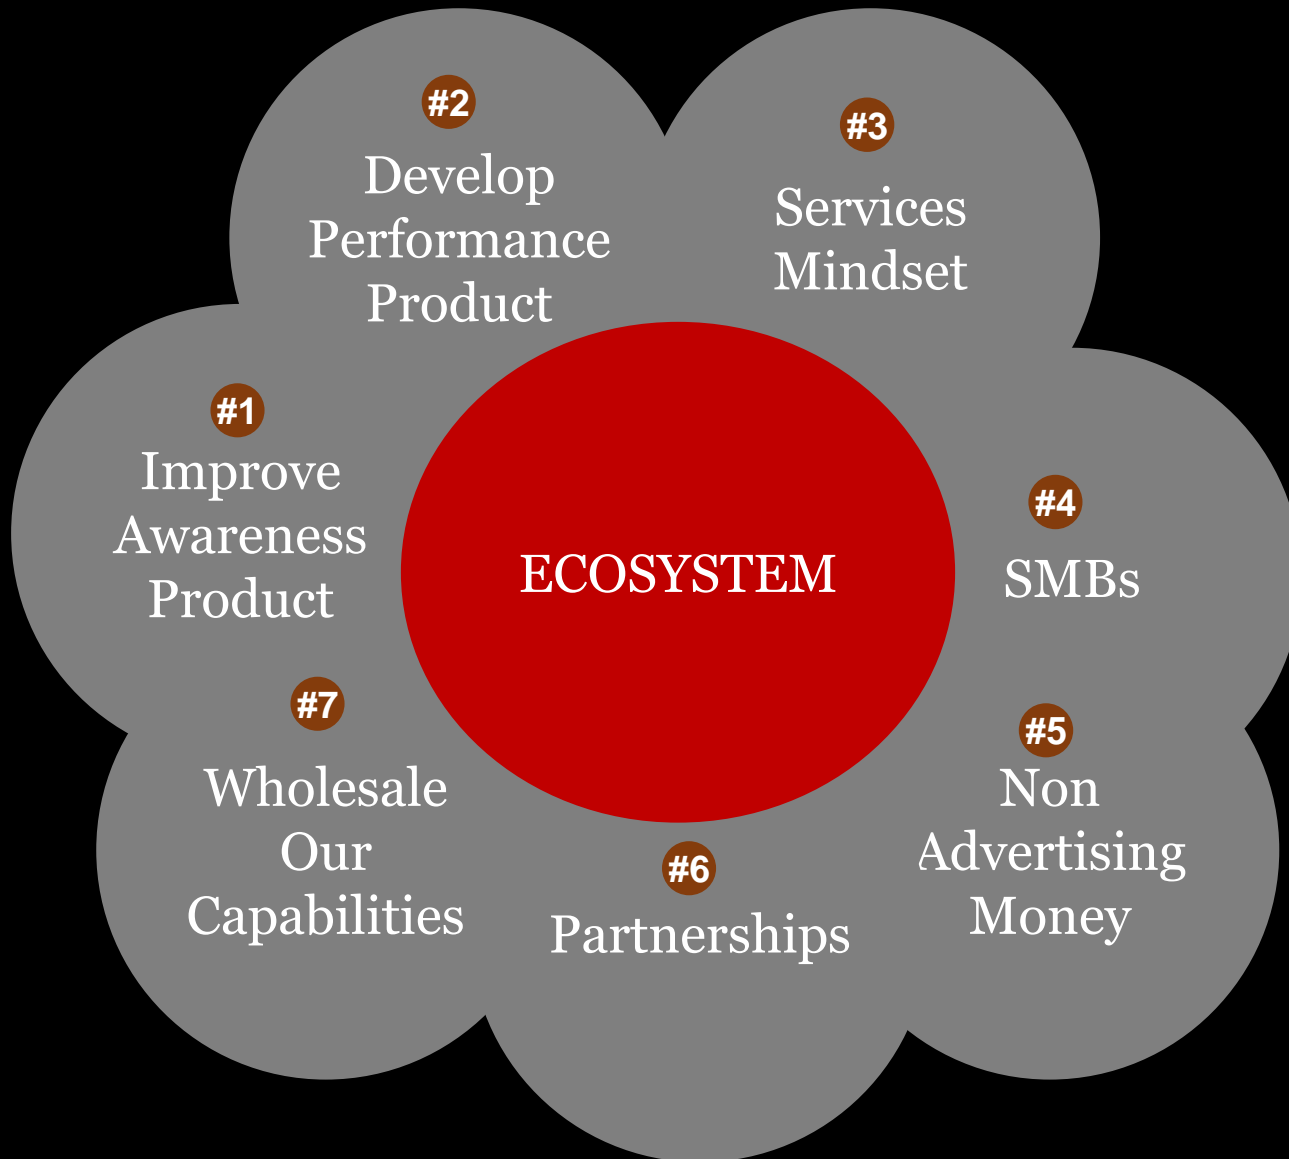 #1
Improve
Awareness
Product
#2
Develop
Performance
Product
#3
Services
Mindset
#4
SMBs
#5
Non
Advertising
Money
#6
Partnerships
#7
Wholesale
Our
Capabilities
ECOSYSTEM